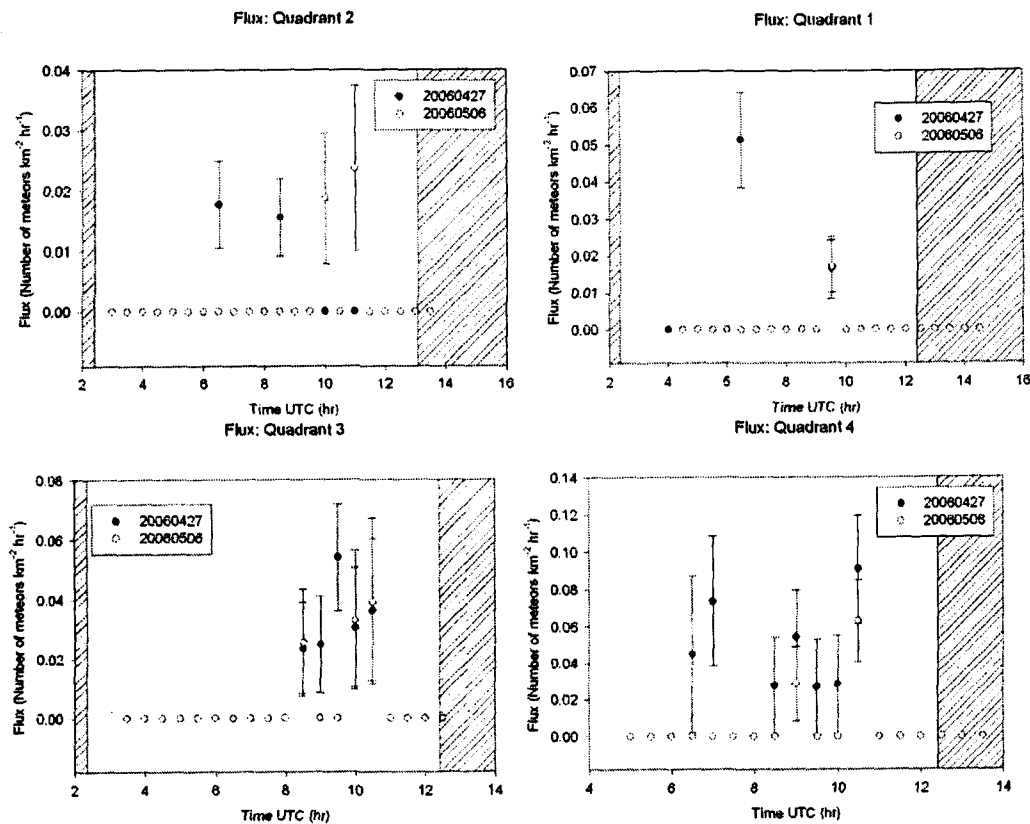 Flux: Quadrant 2
Flux (Number of meteors km-2 hr-1)
0.04
0.03
0.02
0.01
0.00
20060427
20060506
2 4 6 8 10 12 14 16
Time UTC (hr)
Flux: Quadrant 1
Flux (Number of meteors km-2 hr-1)
0.07
0.06
0.05
0.04
0.03
0.02
0.01
0.00
20060427
20060506
2 4 6 8 10 12 14 16
Time UTC (hr)
Flux: Quadrant 3
Flux (Number of meteors km-2 hr-1)
0.08
0.06
0.04
0.02
0.00
20060427
20060506
2 4 6 8 10 12 14
Time UTC (hr)
Flux: Quadrant 4
Flux (Number of meteors km-2 hr-1)
0.14
0.12
0.10
0.08
0.06
0.04
0.02
0.00
20060427
20060506
4 6 8 10 12 14
Time UTC (hr)